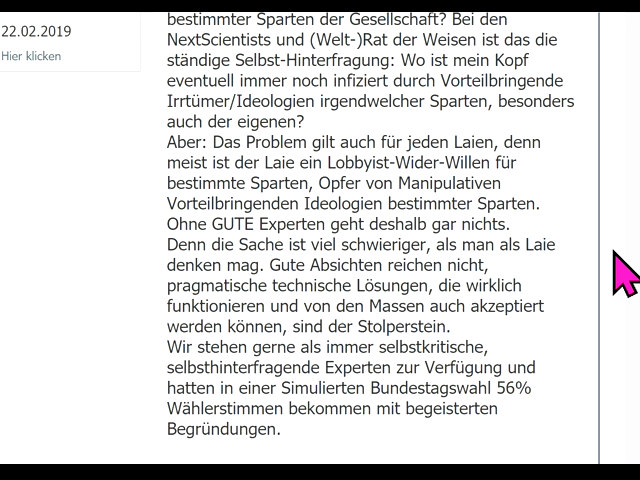 22.02.2019
Hier klicken
bestimmter Sparten der Gesellschaft? Bei den
NextScientists und (Welt-)Rat der Weisen ist das die
ständige Selbst-Hinterfragung: Wo ist mein Kopf
eventuell immer noch infiziert durch Vorteilbringende
Irrtümer/Ideologien irgendwelcher Sparten, besonders
auch der eigenen?
Aber: Das Problem gilt auch für jeden Laien, denn
meist ist der Laie ein Lobbyist-Wider-Willen für
bestimmte Sparten, Opfer von Manipulativen
Vorteilbringenden Ideologien bestimmter Sparten.
Ohne GUTE Experten geht deshalb gar nichts.
Denn die Sache ist viel schwieriger, als man als Laie
denken mag. Gute Absichten reichen nicht,
pragmatische technische Lösungen, die wirklich
funktionieren und von den Massen auch akzeptiert
werden können, sind der Stolperstein.
Wir stehen gerne als immer selbstkritische,
selbsthinterfragende Experten zur Verfügung und
hatten in einer Simulierten Bundestagswahl 56%
Wählerstimmen bekommen mit begeisterten
Begründungen.